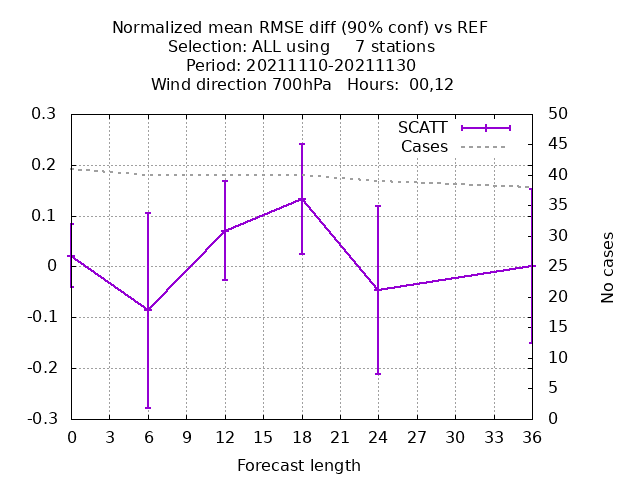 Normalized mean RMSE diff (90% conf) vs REF
Selection: ALL using     7 stations
Period: 20211110-20211130
Wind direction 700hPa   Hours:  00,12
SCATT
Cases
0.3
0.2
0.1
0
-0.1
-0.2
-0.3
50
45
40
35
30
25
20
15
10
5
0
No cases
0 3 6 9 12 15 18 21 24 27 30 33 36
Forecast length